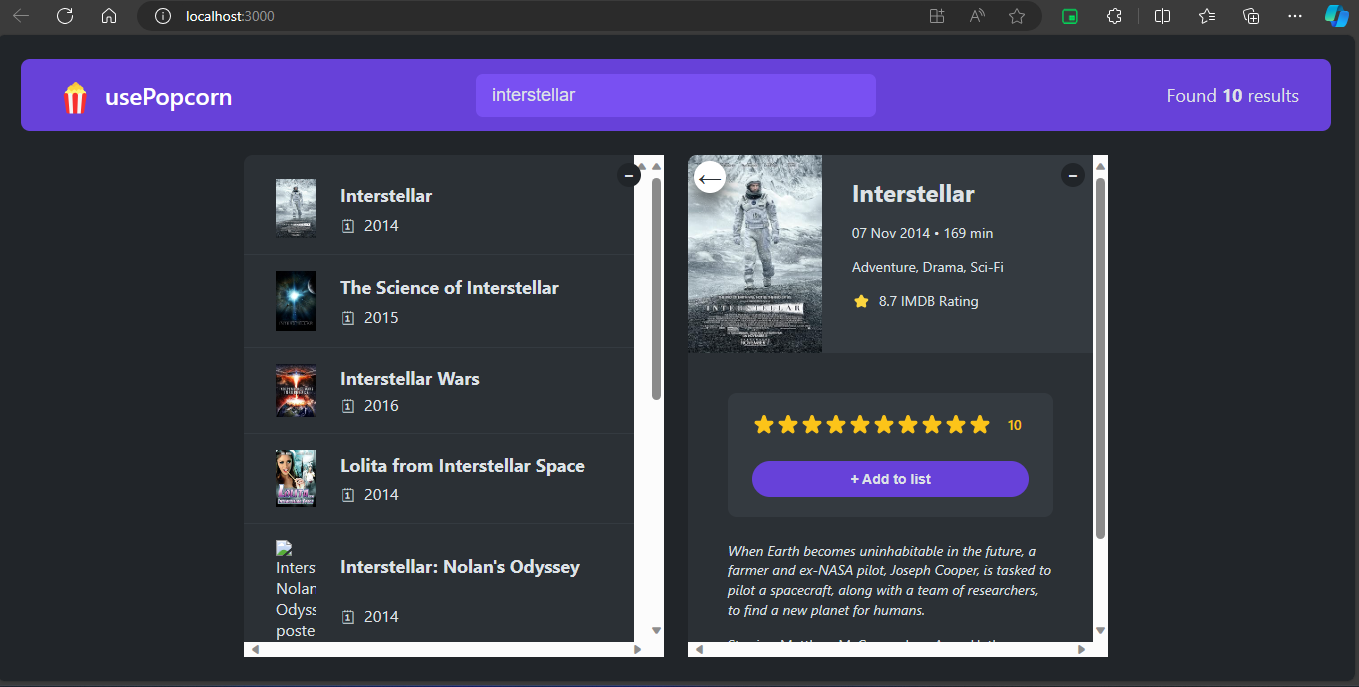 localhost:3000
usePopcorn
interstellar
Found 10 results
Interstellar
2014
The Science of Interstellar
2015
Interstellar Wars
2016
Lolita from Interstellar Space
2014
Inters
Nolan
Odyss
poste
Interstellar: Nolan's Odyssey
2014
←
Interstellar
07 Nov 2014 • 169 min
Adventure, Drama, Sci-Fi
8.7 IMDB Rating
INTERSTELLAR
10
+ Add to list
When Earth becomes uninhabitable in the future, a
farmer and ex-NASA pilot, Joseph Cooper, is tasked to
pilot a spacecraft, along with a team of researchers,
to find a new planet for humans.